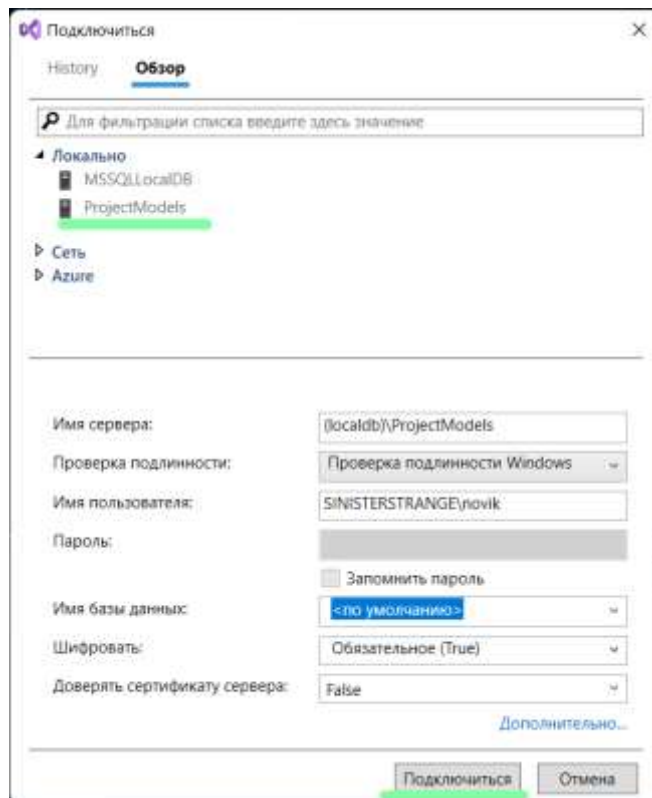 Подключиться
History Обзор
Для фильтрации списка введите здесь значение
Локально
MSSQLLocalDB
ProjectModels
Сеть
Azure
Имя сервера: (localdb)\ProjectModels
Проверка подлинности: Проверка подлинности Windows
Имя пользователя: SINISTERSTRANGE\novik
Пароль:
Запомнить пароль
Имя базы данных: <по умолчанию>
Шифровать: Обязательное (True)
Доверять сертификату сервера: False
Дополнительно...
Подключиться Отмена